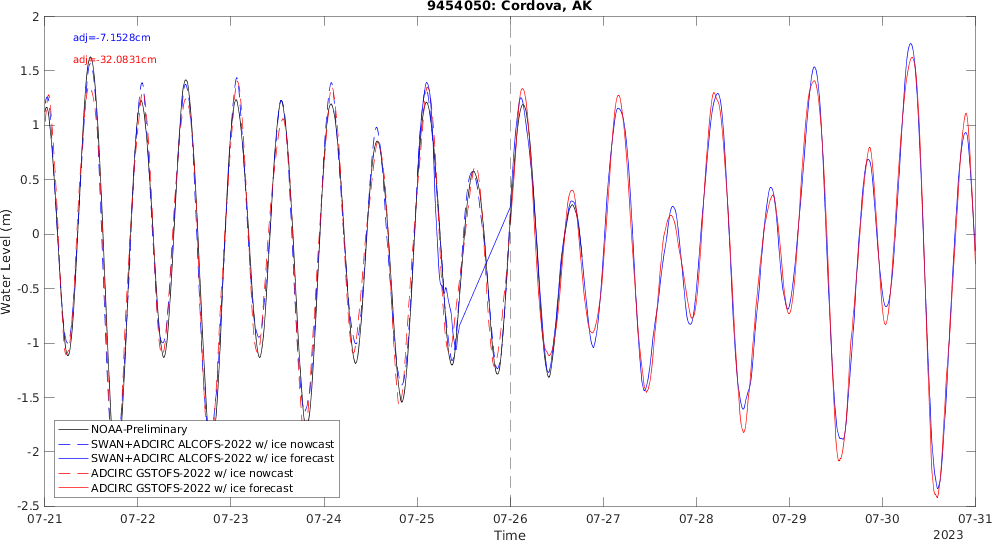 9454050: Cordova, AK
adj=-7.1528cm
adj=-32.0831cm
Water Level (m)
2
1.5
1
0.5
0
-0.5
-1
-1.5
-2
-2.5
NOAA-Preliminary
SWAN+ADCIRC ALCOFS-2022 w/ ice nowcast
SWAN+ADCIRC ALCOFS-2022 w/ ice forecast
ADCIRC GSTOFS-2022 w/ ice nowcast
ADCIRC GSTOFS-2022 w/ ice forecast
07-21 07-22 07-23 07-24 07-25 07-26 07-27 07-28 07-29 07-30 07-31
Time
2023